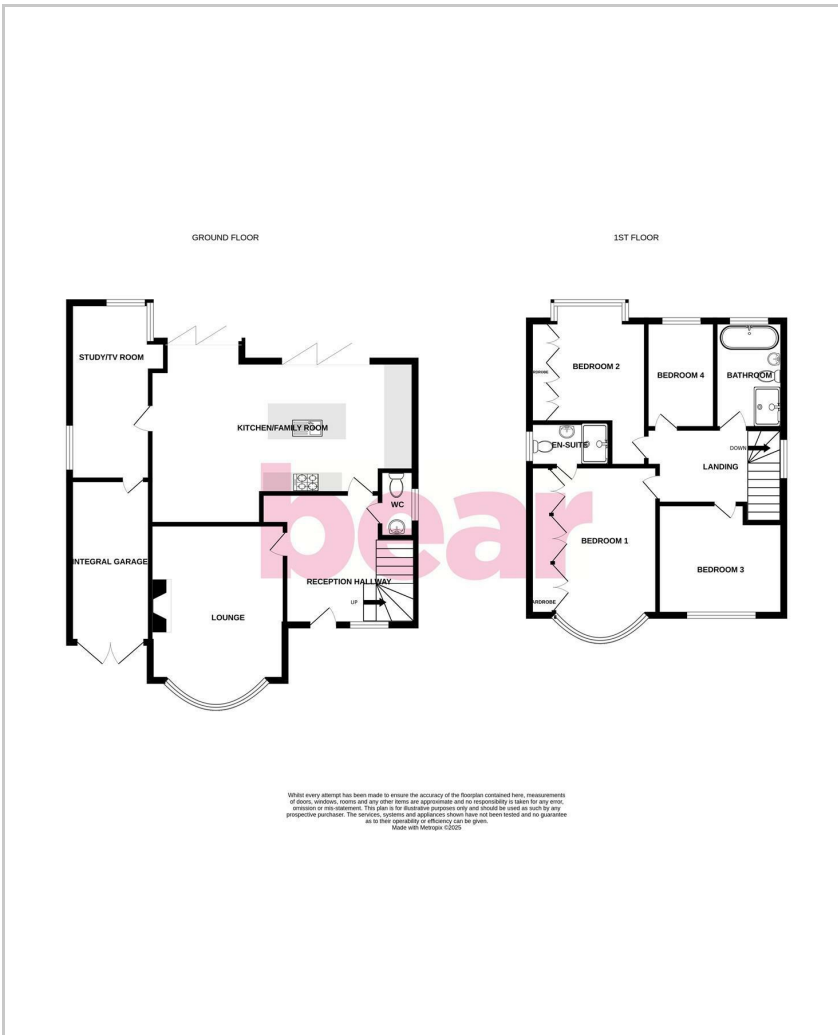 GROUND FLOOR
1ST FLOOR
STUDY/TV ROOM
KITCHEN/FAMILY ROOM
WC
INTEGRAL GARAGE
LOUNGE
RECEPTION HALLWAY
UP
BEDROOM 2
BEDROOM 4
BATHROOM
RDROBE
EN-SUITE
DOWN
LANDING
BEDROOM 1
BEDROOM 3
ARDROBE
bear
Whilst every attempt has been made to ensure the accuracy of the floorplan contained here, measurements
of doors, windows, rooms and any other items are approximate and no responsibility is taken for any error,
omission or mis-statement. This plan is for illustrative purposes only and should be used as such by any
prospective purchaser. The services, systems and appliances shown have not been tested and no guarantee
as to their operability or efficiency can be given.
Made with Metropix ©2025